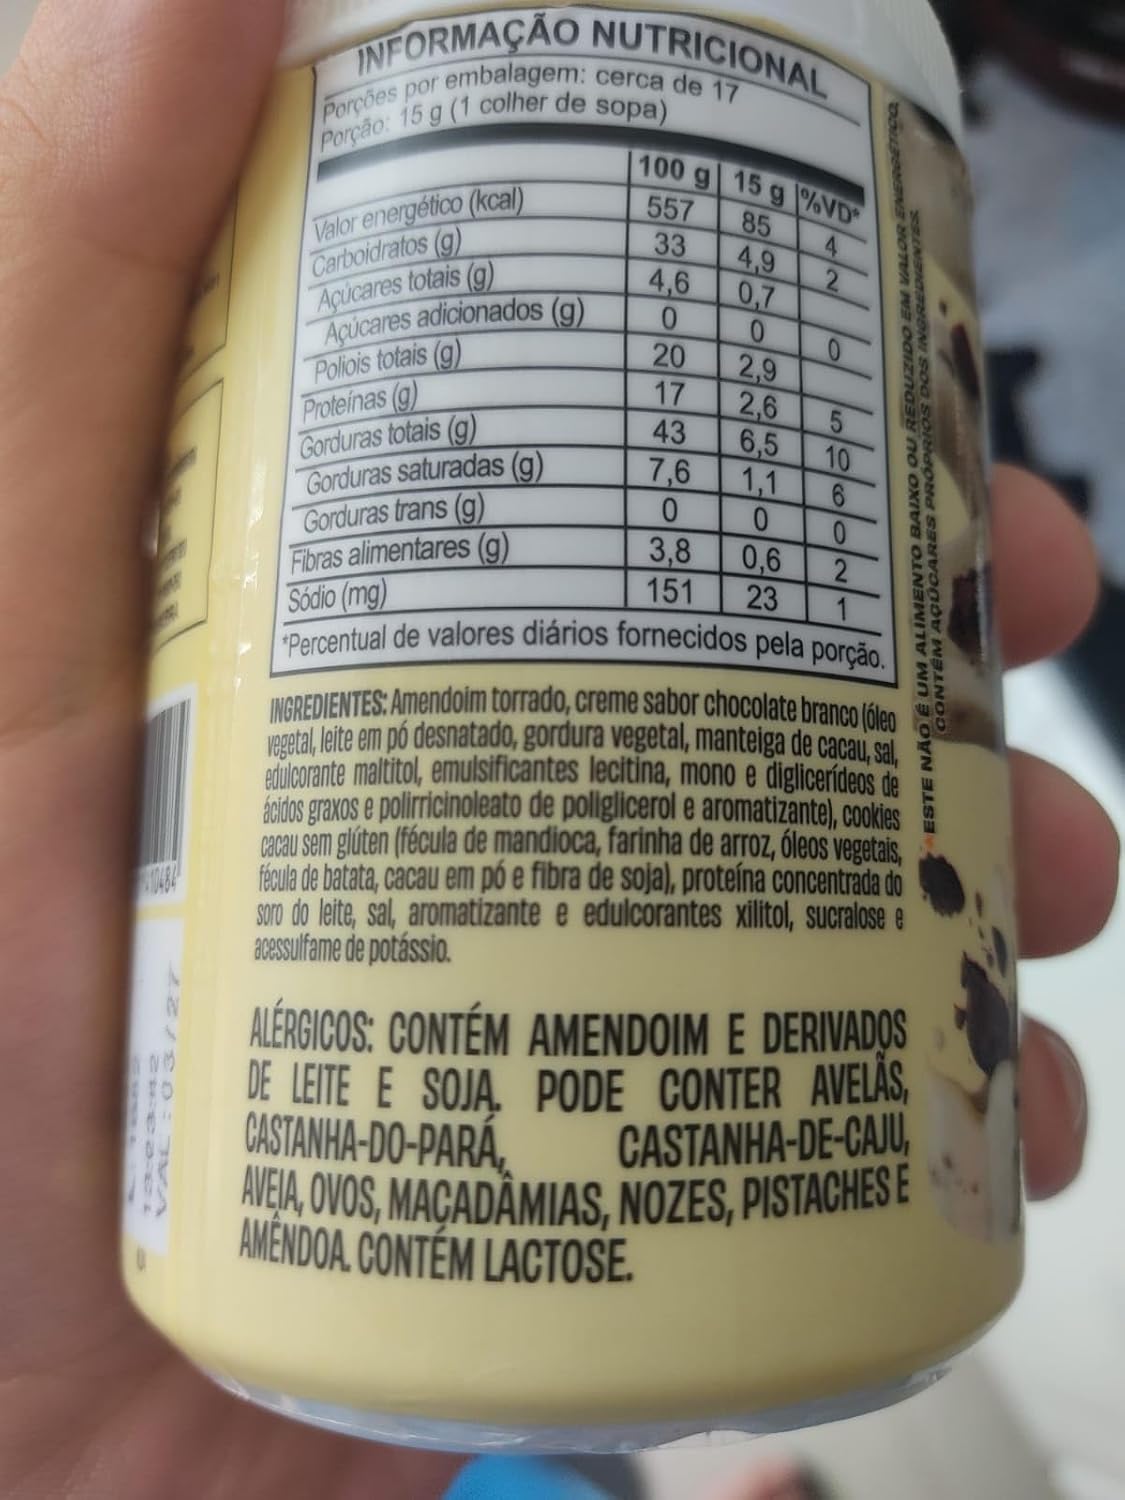 INFORMAÇÃO NUTRICIONAL
Porções por embalagem: cerca de 17
Porção: 15 g (1 colher de sopa)
100 g 15 g %VD*
Valor energético (kcal) 557 85 4
Carboidratos (g) 33 4,9 2
Açúcares totais (g) 4,6 0,7
Açúcares adicionados (g) 0 0 0
Poliois totais (g) 20 2,9
Proteínas (g) 17 2,6 5
Gorduras totais (g) 43 6,5 10
Gorduras saturadas (g) 7,6 1,1 6
Gorduras trans (g) 0 0 0
Fibras alimentares (g) 3,8 0,6 2
Sódio (mg) 151 23 1
*Percentual de valores diários fornecidos pela porção.
INGREDIENTES: Amendoim torrado, creme sabor chocolate branco (óleo
vegetal, leite em pó desnatado, gordura vegetal, manteiga de cacau, sal,
edulcorante maltitol, emulsificantes lecitina, mono e diglicerídeos de
ácidos graxos e polirricinoleato de poliglicerol e aromatizante), cookies
cacau sem glúten (fécula de mandioca, farinha de arroz, óleos vegetais,
fécula de batata, cacau em pó e fibra de soja), proteína concentrada do
soro do leite, sal, aromatizante e edulcorantes xilitol, sucralose e
acessulfame de potássio.
ALÉRGICOS: CONTÉM AMENDOIM E DERIVADOS
DE LEITE E SOJA. PODE CONTER AVELÃS,
CASTANHA-DO-PARÁ, CASTANHA-DE-CAJU,
AVEIA, OVOS, MACADÂMIAS, NOZES, PISTACHES E
AMÊNDOA. CONTÉM LACTOSE.
*ESTE NÃO É UM ALIMENTO BAIXO OU REDUZIDO EM VALOR ENERGÉTICO.
CONTÉM AÇÚCARES PRÓPRIOS DOS INGREDIENTES.
10484
VAL:03/27